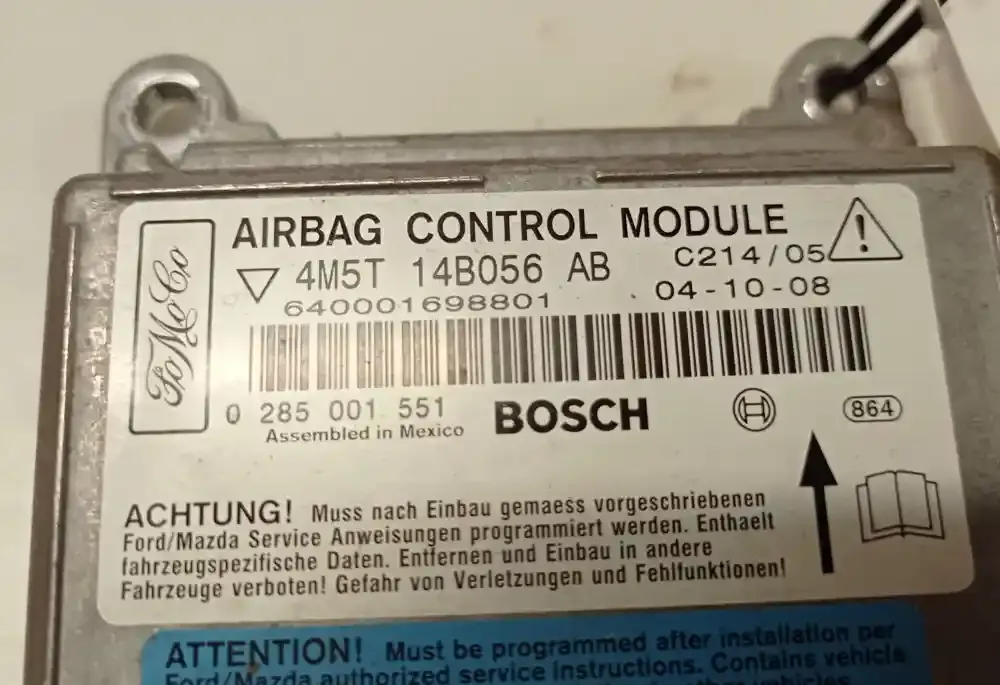 FoMoCo
AIRBAG CONTROL MODULE
4M5T 14B056 AB
C214/05
640001698801
04-10-08
0 285 001 551
BOSCH
864
Assembled in Mexico
ACHTUNG! Muss nach Einbau gemaess vorgeschriebenen
Ford/Mazda Service Anweisungen programmiert werden. Enthaelt
fahrzeugspezifische Daten. Entfernen und Einbau in andere
Fahrzeuge verboten! Gefahr von Verletzungen und Fehlfunktionen!
ATTENTION! Must be programmed after installation per
Ford/Mazda authorized service instructions. Contains vehicle
vehicles